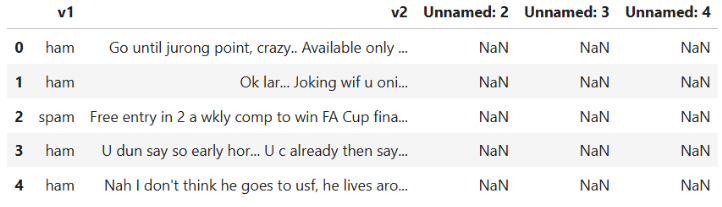 v1 v2 Unnamed: 2 Unnamed: 3 Unnamed: 4
0 ham Go until jurong point, crazy.. Available only ... NaN NaN NaN
1 ham Ok lar... Joking wif u oni... NaN NaN NaN
2 spam Free entry in 2 a wkly comp to win FA Cup fina... NaN NaN NaN
3 ham U dun say so early hor... U c already then say... NaN NaN NaN
4 ham Nah I don't think he goes to usf, he lives aro... NaN NaN NaN